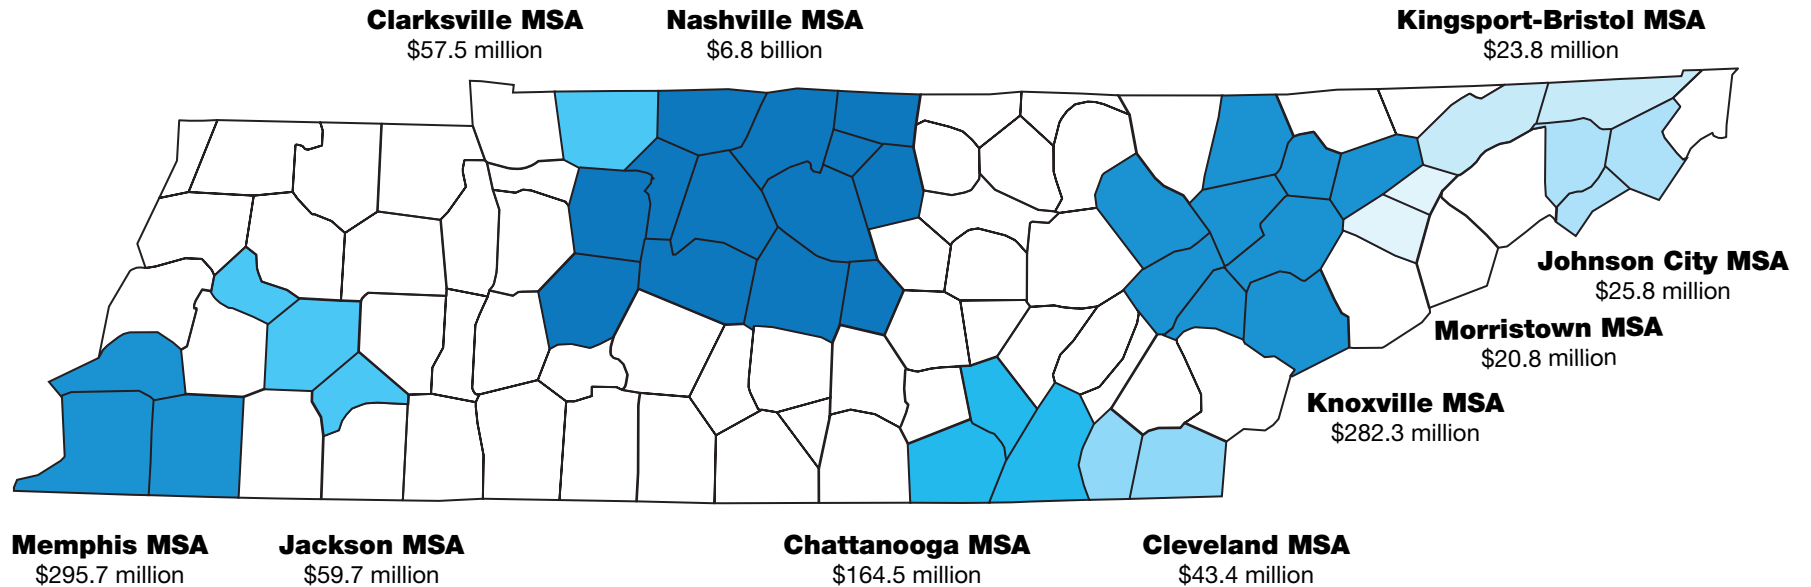 Clarksville MSA
$57.5 million
Nashville MSA
$6.8 billion
Kingsport-Bristol MSA
$23.8 million
Johnson City MSA
$25.8 million
Morristown MSA
$20.8 million
Knoxville MSA
$282.3 million
Memphis MSA
$295.7 million
Jackson MSA
$59.7 million
Chattanooga MSA
$164.5 million
Cleveland MSA
$43.4 million